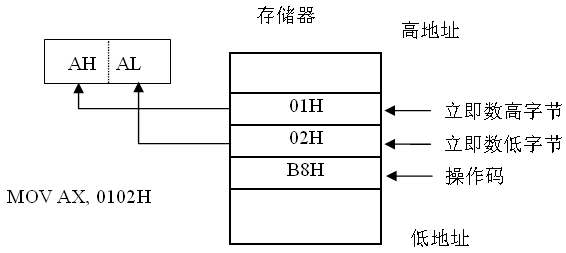 存储器
高地址
AH AL
01H
立即数高字节
02H
立即数低字节
B8H
操作码
MOV AX, 0102H
低地址